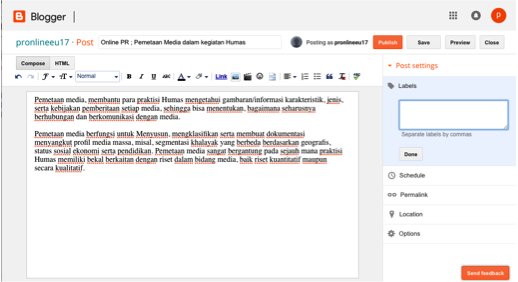 Blogger
P
pronlineeu17 · Post
Online PR ; Pemetaan Media dalam kegiatan Humas
Posting as pronlineeu17
Publish
Save
Preview
Close
Compose
HTML
Normal
B I U ABC A
Link
Pemetaan media, membantu para praktisi Humas mengetahui gambaran/informasi karakteristik, jenis,
serta kebijakan pemberitaan setiap media, sehingga bisa menentukan, bagaimana seharusnya
berhubungan dan berkomunikasi dengan media.
Pemetaan media berfungsi untuk Menyusun, mengklasifikan serta membuat dokumentasi
menyangkut profil media massa, misal, segmentasi khalayak yang berbeda berdasarkan geografis,
status sosial ekonomi serta pendidikan. Pemetaan media sangat bergantung pada sejauh mana praktisi
Humas memiliki bekal berkaitan dengan riset dalam bidang media, baik riset kuantitatif maupun
secara kualitatif.
Post settings
Labels
Separate labels by commas
Done
Schedule
Permalink
Location
Options
Send feedback